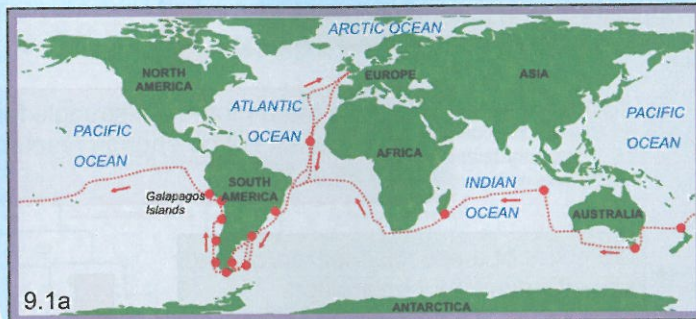 ARCTIC OCEAN
NORTH
AMERICA
EUROPE
ASIA
ATLANTIC
OCEAN
PACIFIC
OCEAN
PACIFIC
OCEAN
AFRICA
Galapagos
Islands
SOUTH
AMERICA
INDIAN
OCEAN
AUSTRALIA
ANTARCTICA
9.1a